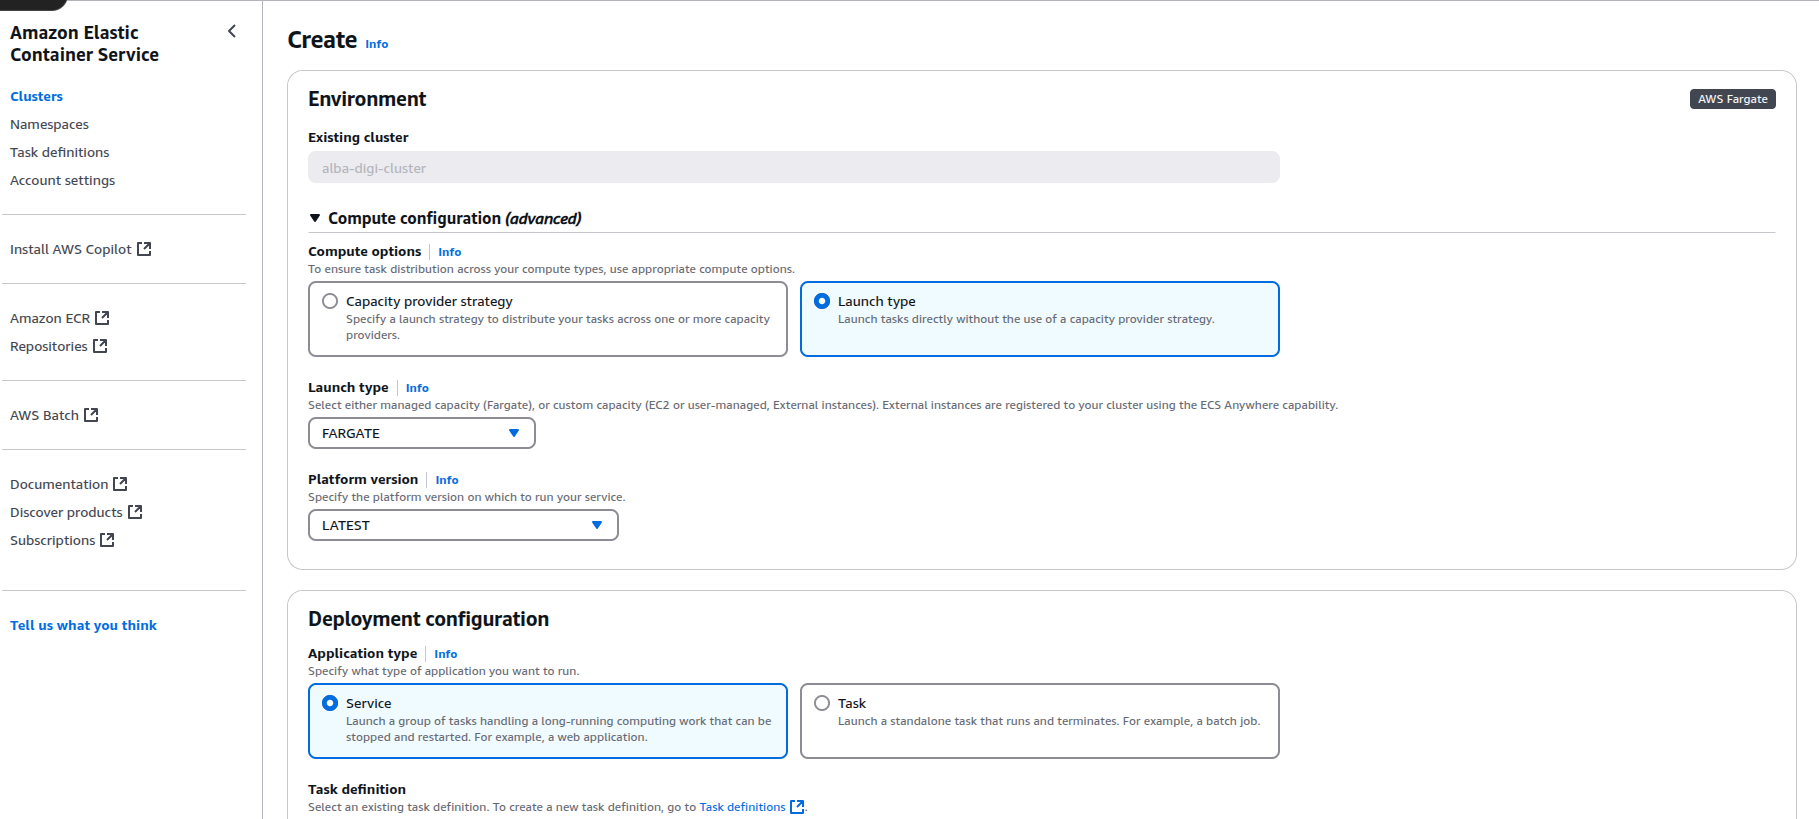 Amazon Elastic
Container Service
Clusters
Namespaces
Task definitions
Account settings
Install AWS Copilot
Amazon ECR
Repositories
AWS Batch
Documentation
Discover products
Subscriptions
Tell us what you think
Create Info
Environment
AWS Fargate
Existing cluster
alba-digi-cluster
Compute configuration (advanced)
Compute options Info
To ensure task distribution across your compute types, use appropriate compute options.
Capacity provider strategy
Specify a launch strategy to distribute your tasks across one or more capacity
providers.
Launch type
Launch tasks directly without the use of a capacity provider strategy.
Launch type Info
Select either managed capacity (Fargate), or custom capacity (EC2 or user-managed, External instances). External instances are registered to your cluster using the ECS Anywhere capability.
FARGATE
Platform version Info
Specify the platform version on which to run your service.
LATEST
Deployment configuration
Application type Info
Specify what type of application you want to run.
Service
Launch a group of tasks handling a long-running computing work that can be
stopped and restarted. For example, a web application.
Task
Launch a standalone task that runs and terminates. For example, a batch job.
Task definition
Select an existing task definition. To create a new task definition, go to Task definitions.